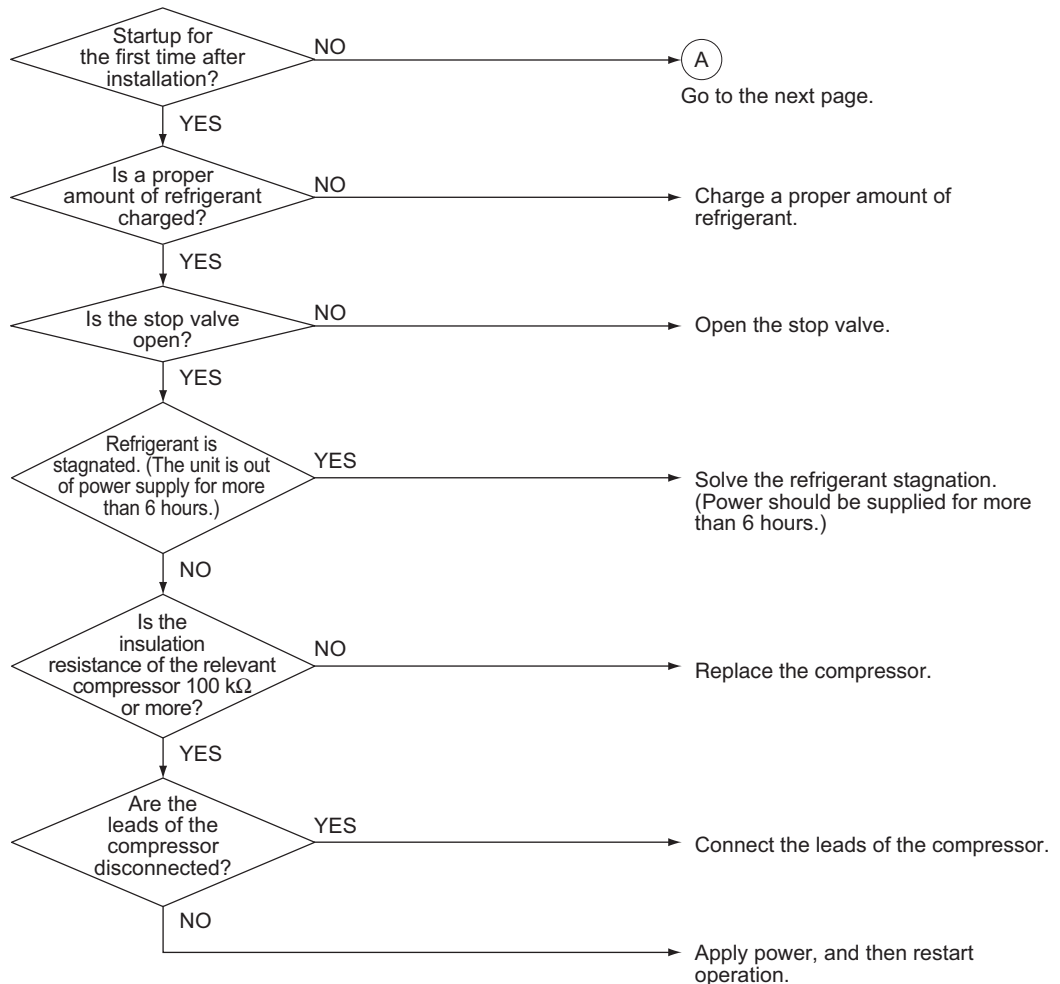 Startup for
the first time after
installation?
NO
A
Go to the next page.
YES
Is a proper
amount of refrigerant
charged?
NO
Charge a proper amount of
refrigerant.
YES
Is the stop valve
open?
NO
Open the stop valve.
YES
Refrigerant is
stagnated. (The unit is out
of power supply for more
than 6 hours.)
YES
Solve the refrigerant stagnation.
(Power should be supplied for more
than 6 hours.)
NO
Is the
insulation
resistance of the relevant
compressor 100 kΩ
or more?
NO
Replace the compressor.
YES
Are the
leads of the
compressor
disconnected?
YES
Connect the leads of the compressor.
NO
Apply power, and then restart
operation.